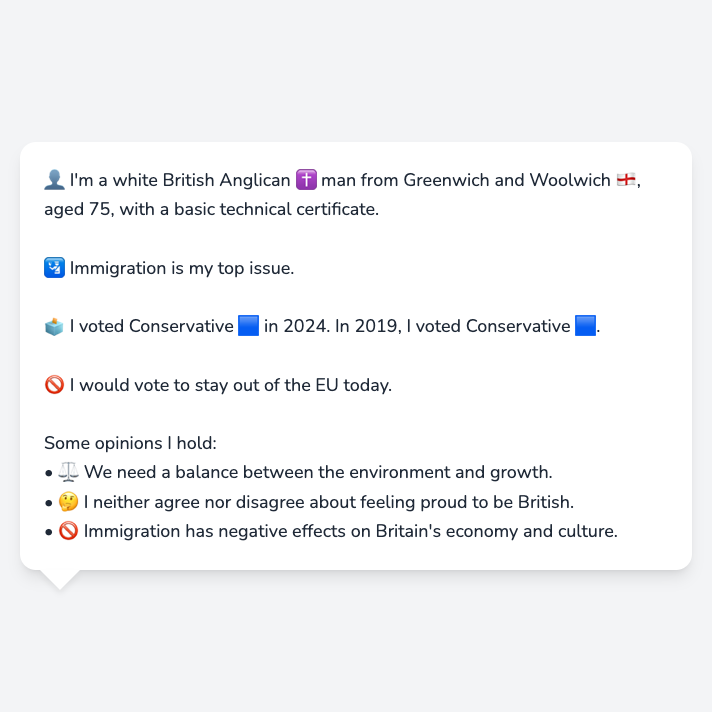 👤 I'm a white British Anglican ✝️ man from Greenwich and Woolwich 🏴󠁧󠁢󠁥󠁮󠁧󠁿,
aged 75, with a basic technical certificate.
🛂 Immigration is my top issue.
🗳️ I voted Conservative 🟦 in 2024. In 2019, I voted Conservative 🟦.
🚫 I would vote to stay out of the EU today.
Some opinions I hold:
• ⚖️ We need a balance between the environment and growth.
• 🤔 I neither agree nor disagree about feeling proud to be British.
• 🚫 Immigration has negative effects on Britain's economy and culture.